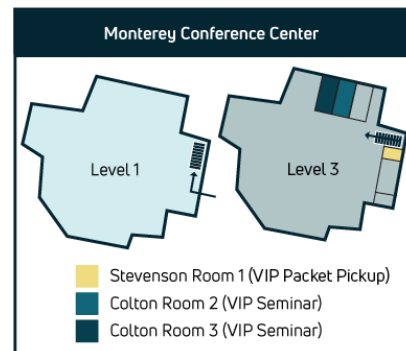 Monterey Conference Center
Level 1
Level 3
Stevenson Room 1 (VIP Packet Pickup)
Colton Room 2 (VIP Seminar)
Colton Room 3 (VIP Seminar)